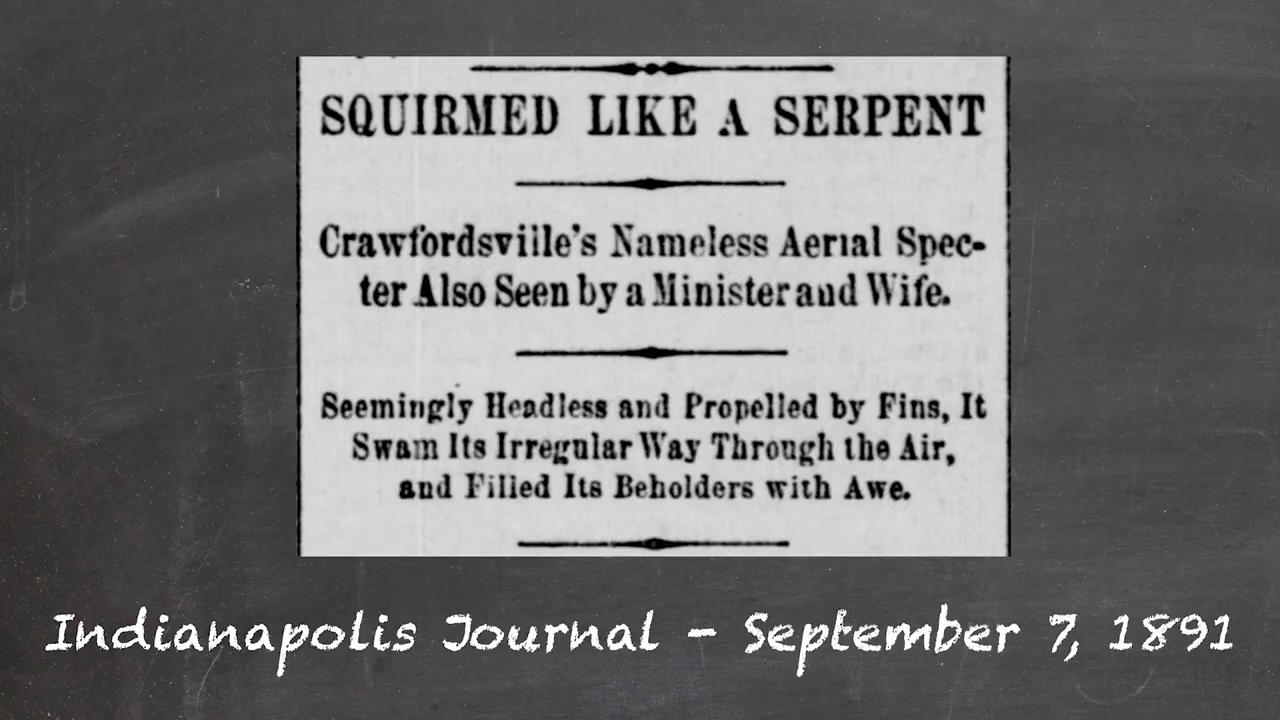 SQUIRMED LIKE A SERPENT
Crawfordsville's Nameless Aerial Spec-
ter Also Seen by a Minister and Wife.
Seemingly Headless and Propelled by Fins, It
Swam Its Irregular Way Through the Air,
and Filled Its Beholders with Awe.
Indianapolis Journal - September 7, 1891